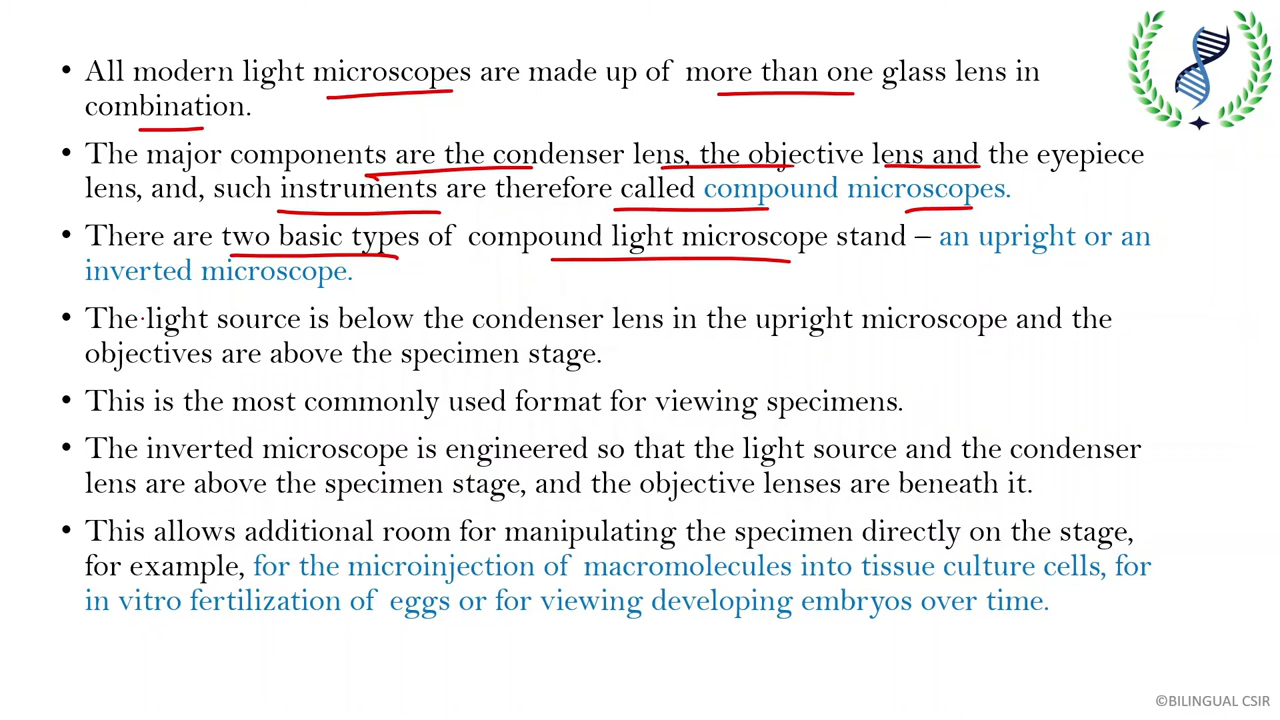 • All modern light microscopes are made up of more than one glass lens in
combination.
• The major components are the condenser lens, the objective lens and the eyepiece
lens, and, such instruments are therefore called compound microscopes.
• There are two basic types of compound light microscope stand – an upright or an
inverted microscope.
• The light source is below the condenser lens in the upright microscope and the
objectives are above the specimen stage.
• This is the most commonly used format for viewing specimens.
• The inverted microscope is engineered so that the light source and the condenser
lens are above the specimen stage, and the objective lenses are beneath it.
• This allows additional room for manipulating the specimen directly on the stage,
for example, for the microinjection of macromolecules into tissue culture cells, for
in vitro fertilization of eggs or for viewing developing embryos over time.
©BILINGUAL CSIR